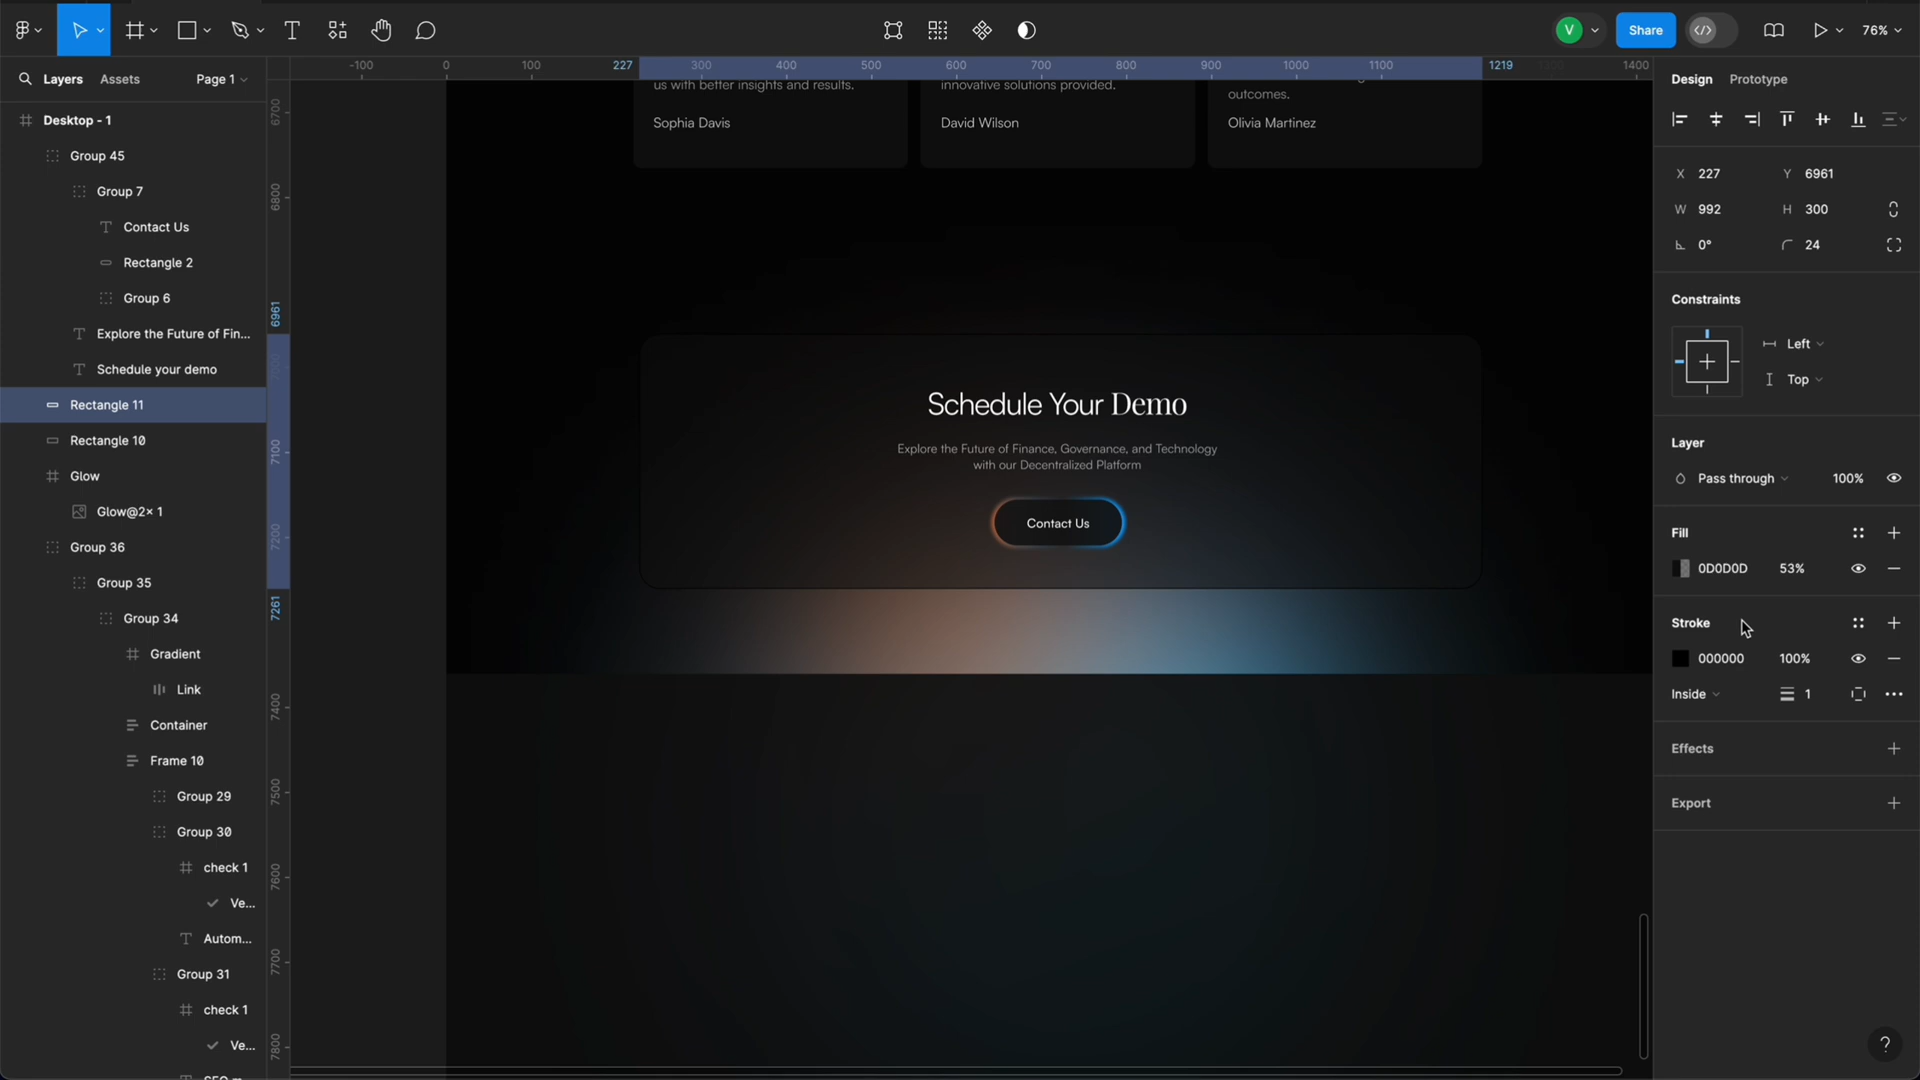 V
Share
76%
Layers
Assets
Page 1
-100
0
100
227
300
400
500
600
700
800
900
1000
1100
1219
1400
Design
Prototype
Desktop - 1
Group 45
Group 7
Contact Us
Rectangle 2
Group 6
Explore the Future of Fin...
Schedule your demo
Rectangle 11
Rectangle 10
Glow
Glow@2× 1
Group 36
Group 35
Group 34
Gradient
Link
Container
Frame 10
Group 29
Group 30
check 1
Ve...
Autom...
Group 31
check 1
Ve...
6700
6800
6961
7100
7200
7261
7400
7500
7600
7700
7800
us with better insights and results.
Sophia Davis
innovative solutions provided.
David Wilson
outcomes.
Olivia Martinez
Schedule Your Demo
Explore the Future of Finance, Governance, and Technology
with our Decentralized Platform
Contact Us
X 227 Y 6961
W 992 H 300
0° 24
Constraints
Left
Top
Layer
Pass through 100%
Fill
0D0D0D 53%
Stroke
000000 100%
Inside 1
Effects
Export
?